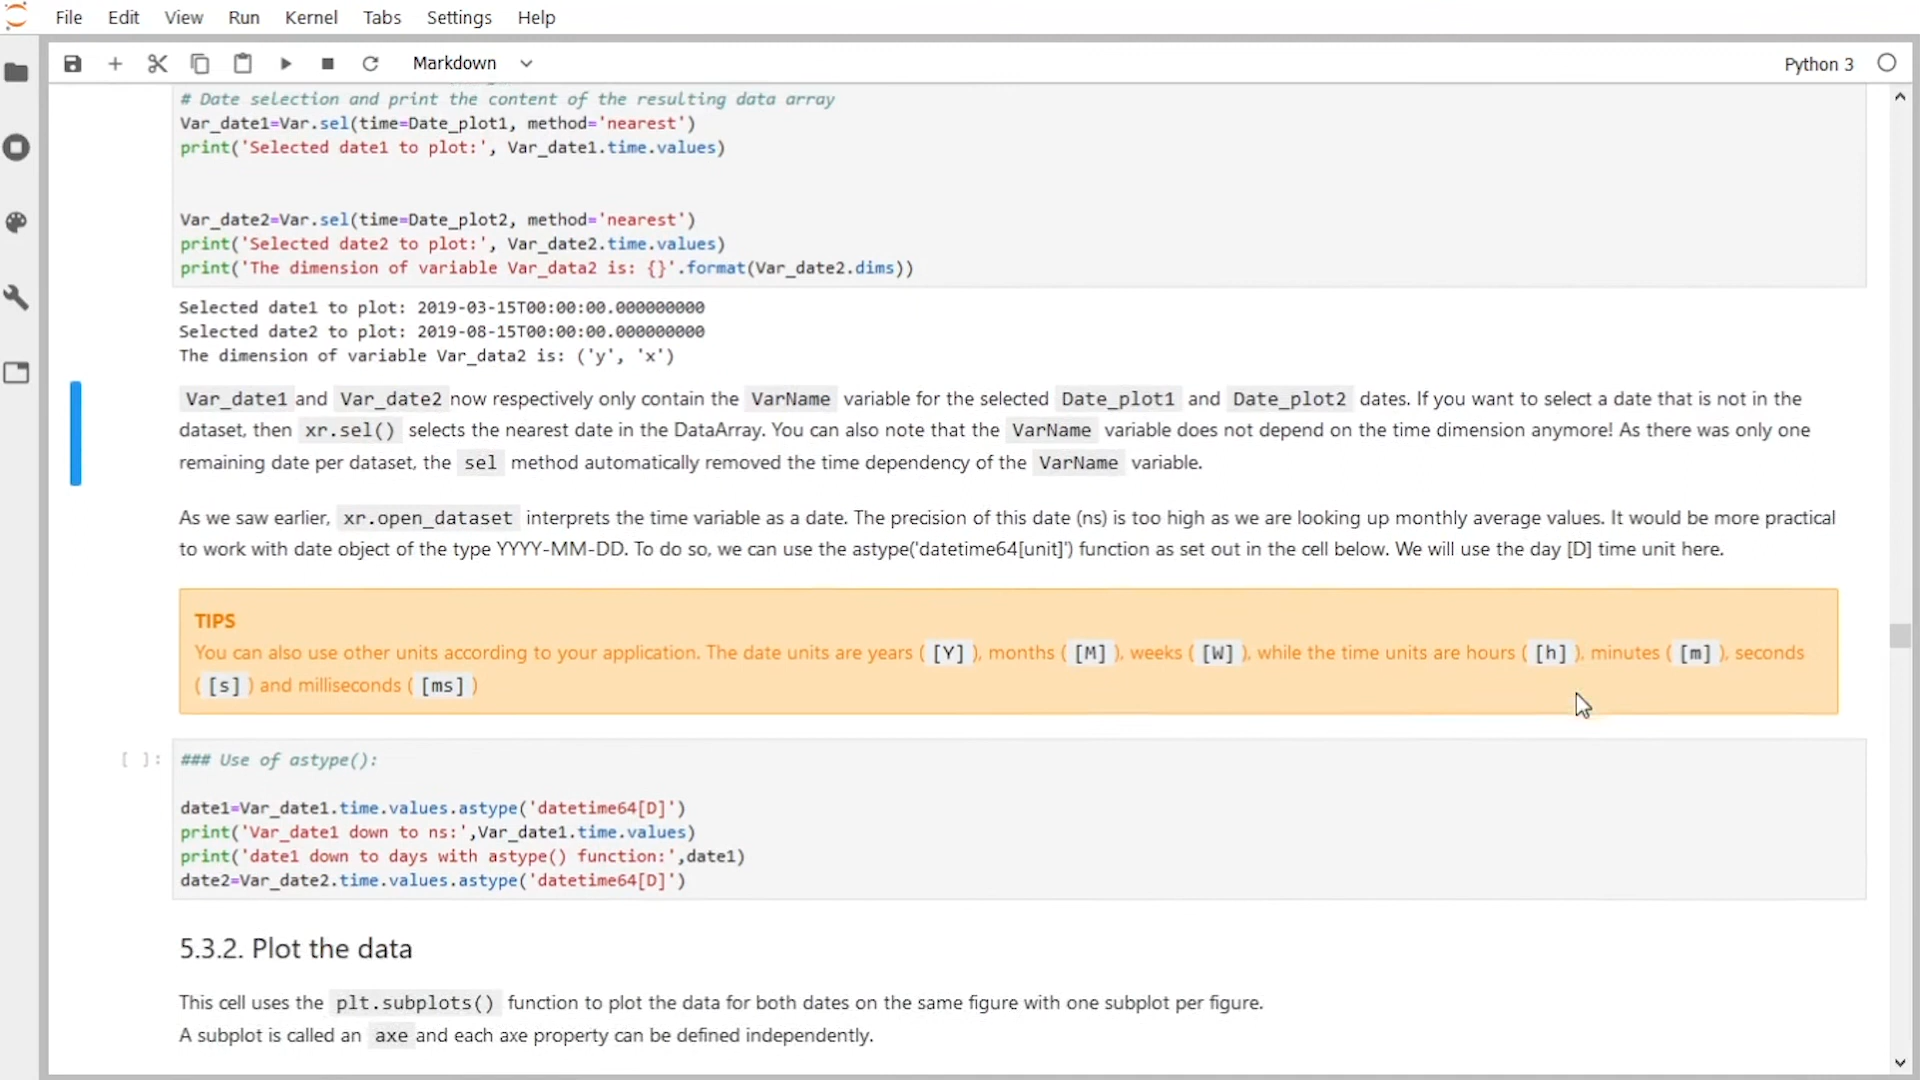 File Edit View Run Kernel Tabs Settings Help
Markdown
Python 3
# Date selection and print the content of the resulting data array
Var_date1=Var.sel(time=Date_plot1, method='nearest')
print('Selected date1 to plot:', Var_date1.time.values)
Var_date2=Var.sel(time=Date_plot2, method='nearest')
print('Selected date2 to plot:', Var_date2.time.values)
print('The dimension of variable Var_data2 is: {}'.format(Var_date2.dims))
Selected date1 to plot: 2019-03-15T00:00:00.000000000
Selected date2 to plot: 2019-08-15T00:00:00.000000000
The dimension of variable Var_data2 is: ('y', 'x')
Var_date1 and Var_date2 now respectively only contain the VarName variable for the selected Date_plot1 and Date_plot2 dates. If you want to select a date that is not in the
dataset, then xr.sel() selects the nearest date in the DataArray. You can also note that the VarName variable does not depend on the time dimension anymore! As there was only one
remaining date per dataset, the sel method automatically removed the time dependency of the VarName variable.
As we saw earlier, xr.open_dataset interprets the time variable as a date. The precision of this date (ns) is too high as we are looking up monthly average values. It would be more practical
to work with date object of the type YYYY-MM-DD. To do so, we can use the astype('datetime64[unit]') function as set out in the cell below. We will use the day [D] time unit here.
TIPS
You can also use other units according to your application. The date units are years ( [Y] ), months ( [M] ), weeks ( [W] ), while the time units are hours ( [h] ), minutes ( [m] ), seconds
( [s] ) and milliseconds ( [ms] )
[ ]: ### Use of astype():
date1=Var_date1.time.values.astype('datetime64[D]')
print('Var_date1 down to ns:',Var_date1.time.values)
print('date1 down to days with astype() function:',date1)
date2=Var_date2.time.values.astype('datetime64[D]')
5.3.2. Plot the data
This cell uses the plt.subplots() function to plot the data for both dates on the same figure with one subplot per figure.
A subplot is called an axe and each axe property can be defined independently.